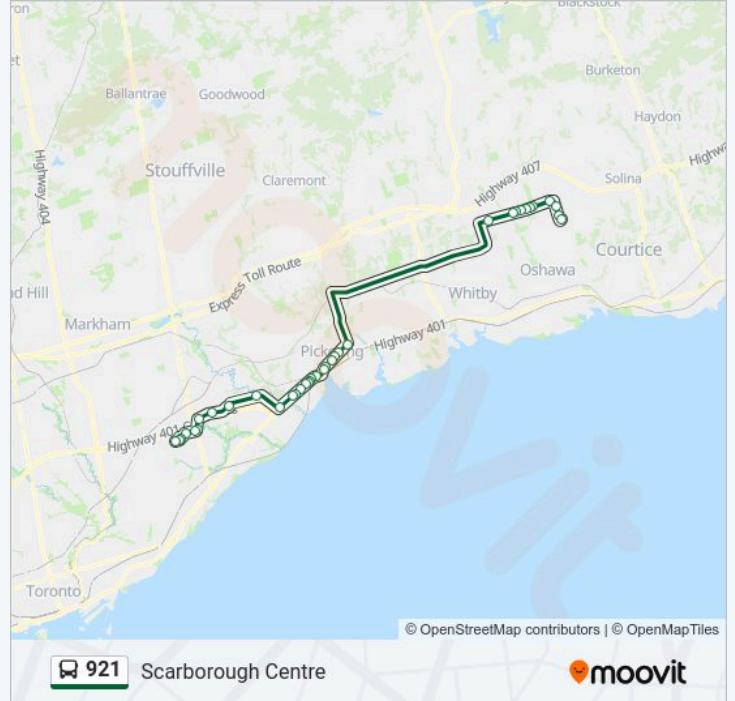 Blackstock
Burketon
Ballantrae
Goodwood
Haydon
Highway 404
Stouffville
Claremont
Highway 407
Solina
Courtice
Oshawa
Express Toll Route
Whitby
Markham
Highway 401
Pickering
Highway 401
Toronto
© OpenStreetMap contributors | © OpenMapTiles
921 Scarborough Centre
moovit